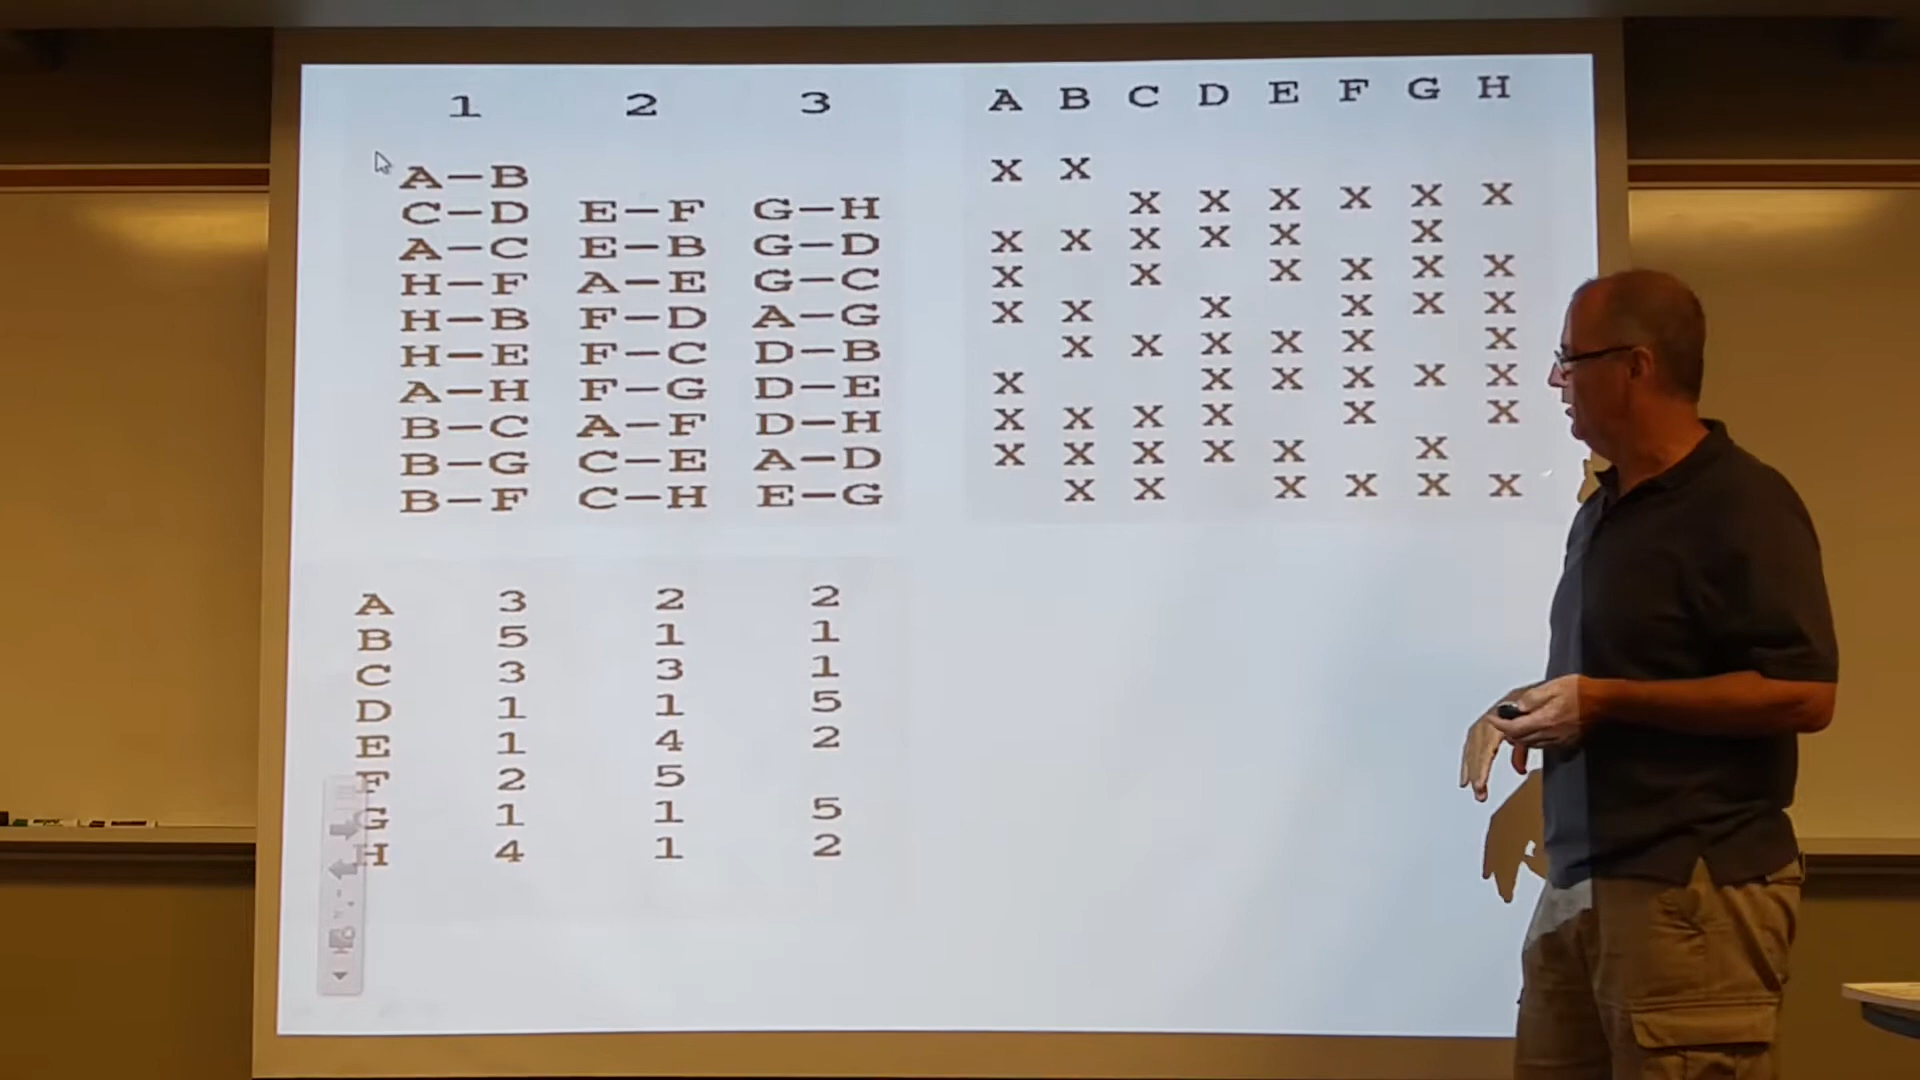 1 2 3
A-B
C-D E-F G-H
A-C E-B G-D
H-F A-E G-C
H-B F-D A-G
H-E F-C D-B
A-H F-G D-E
B-C A-F D-H
B-G C-E A-D
B-F C-H E-G
A B C D E F G H
X X
X X X X X X
X X X X X X
X X X X X X
X X X X X X
X X X X X X
X X X X X X
X X X X X X
X X X X X X
X X X X X X
A 3 2 2
B 5 1 1
C 3 3 1
D 1 1 5
E 1 4 2
F 2 5
G 1 1 5
H 4 1 2